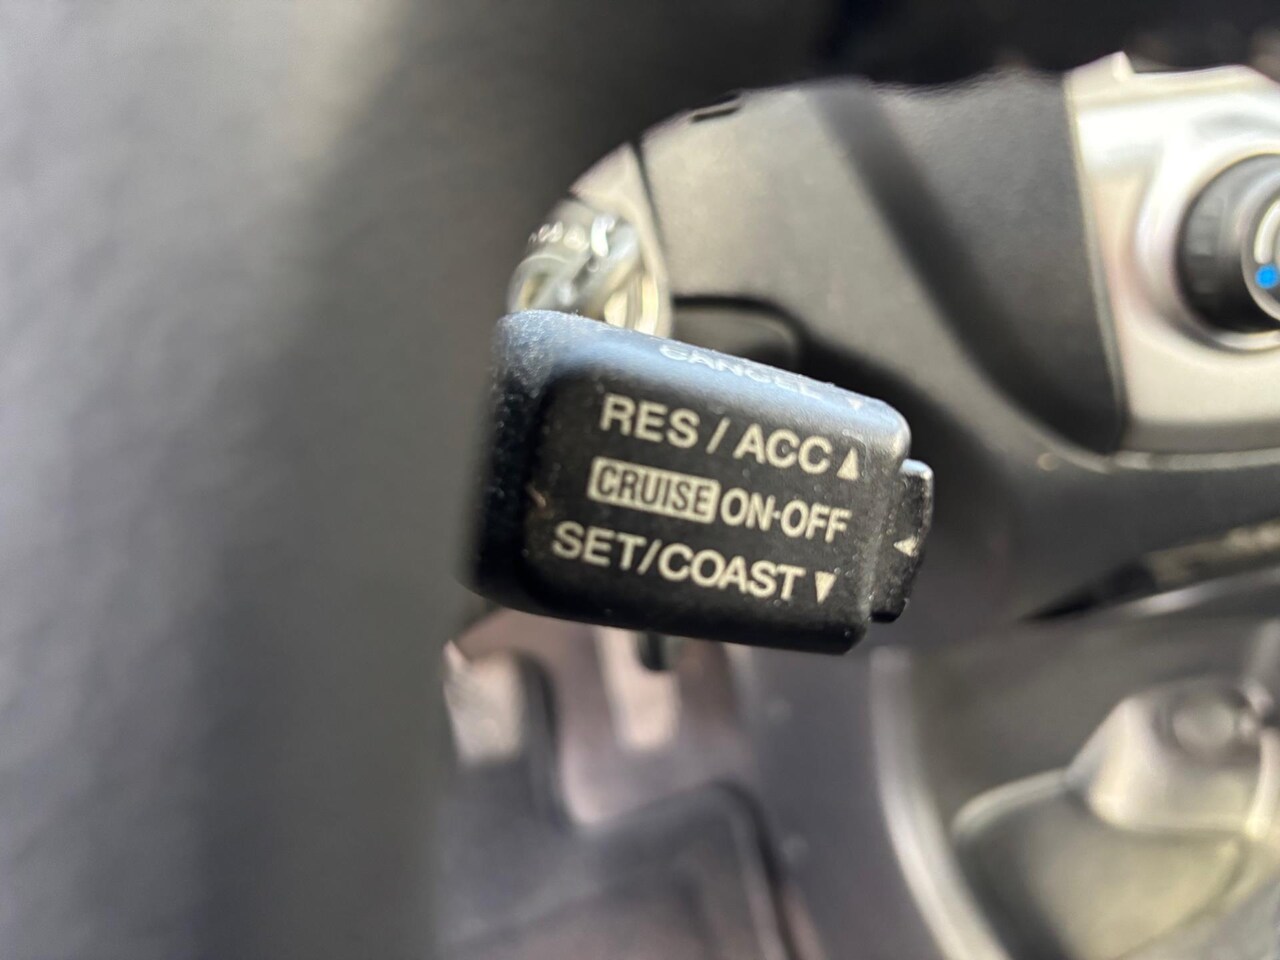 CANCEL ▼
RES / ACC ▲
CRUISE ON-OFF
SET/COAST ▼